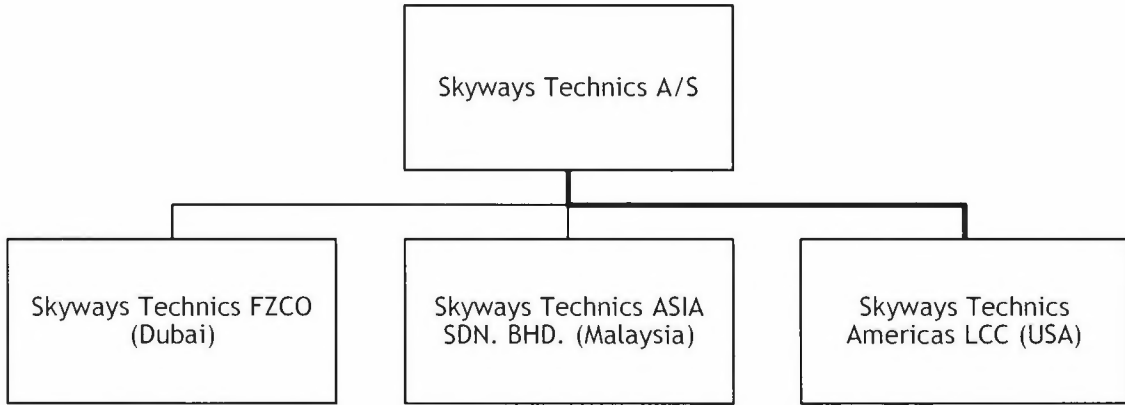 Skyways Technics A/S
Skyways Technics FZCO
(Dubai)
Skyways Technics ASIA
SDN. BHD. (Malaysia)
Skyways Technics
Americas LCC (USA)